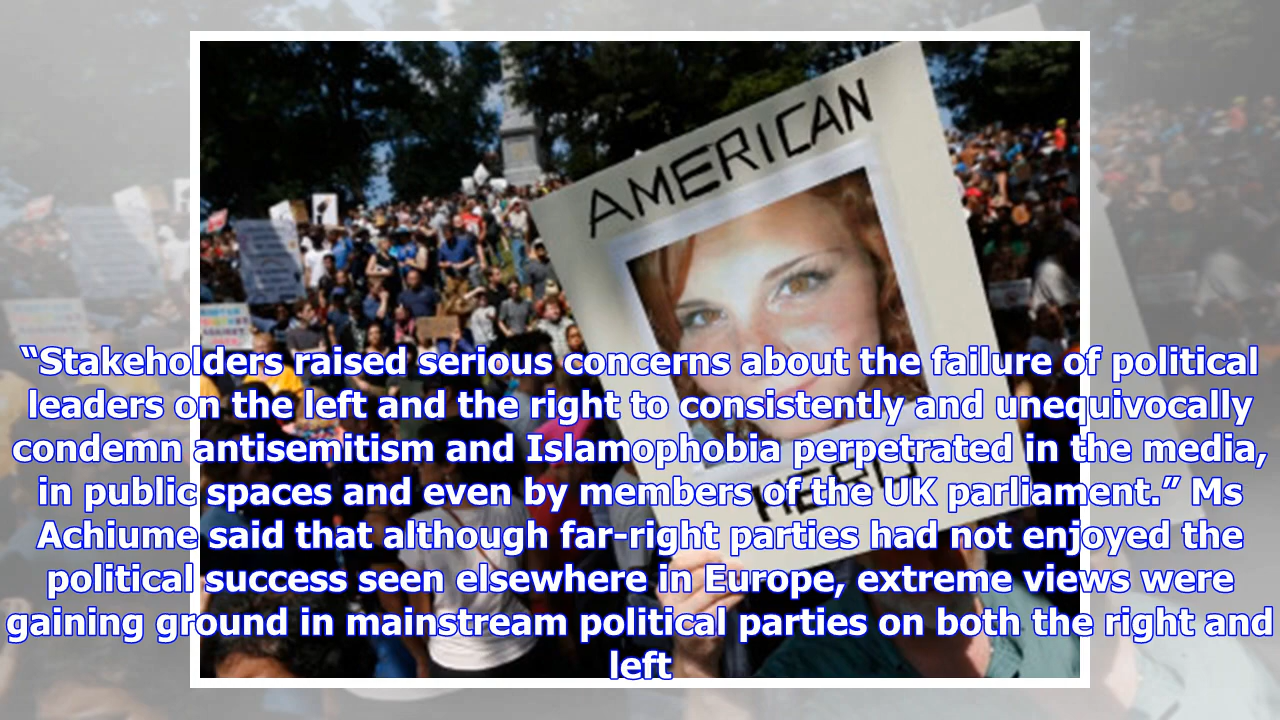 AMERICAN
“Stakeholders raised serious concerns about the failure of political
leaders on the left and the right to consistently and unequivocally
condemn antisemitism and Islamophobia perpetrated in the media,
HERO
in public spaces and even by members of the UK parliament.” Ms
Achiume said that although far-right parties had not enjoyed the
political success seen elsewhere in Europe, extreme views were
gaining ground in mainstream political parties on both the right and
left